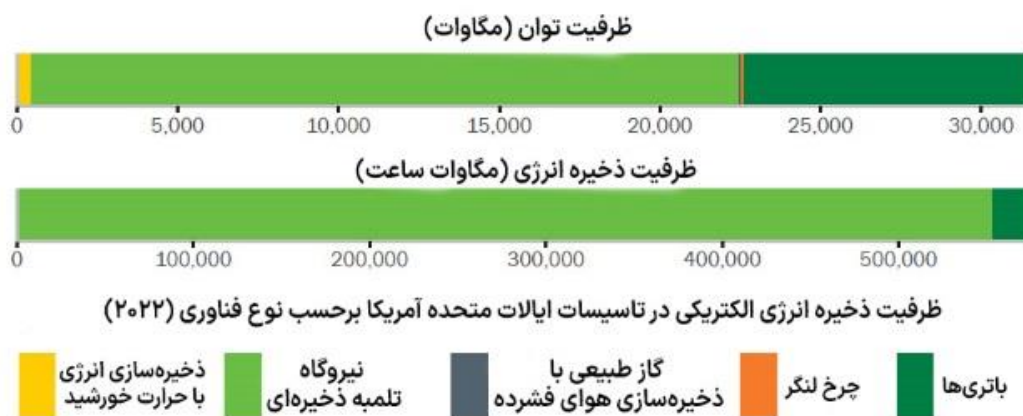 ظرفیت توان (مگاوات)
0 5,000 10,000 15,000 20,000 25,000 30,000
ظرفیت ذخیره انرژی (مگاوات ساعت)
0 100,000 200,000 300,000 400,000 500,000
ظرفیت ذخیره انرژی الکتریکی در تاسیسات ایالات متحده آمریکا برحسب نوع فناوری (۲۰۲۲)
باتری‌ها
چرخ لنگر
گاز طبیعی با
ذخیره‌سازی هوای فشرده
نیروگاه
تلمبه ذخیره‌ای
ذخیره‌سازی انرژی
با حرارت خورشید